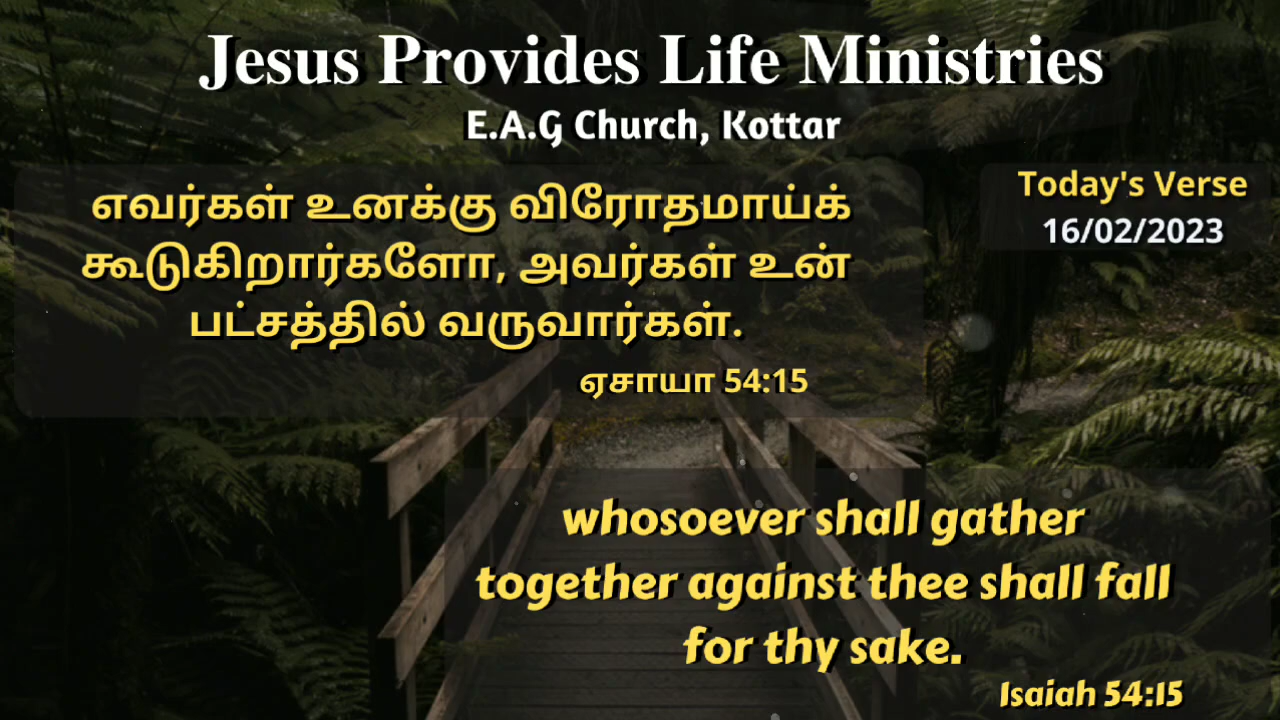 Jesus Provides Life Ministries
E.A.G Church, Kottar
Today's Verse
16/02/2023
எவர்கள் உனக்கு விரோதமாய்க்
கூடுகிறார்களோ, அவர்கள் உன்
பட்சத்தில் வருவார்கள்.
ஏசாயா 54:15
whosoever shall gather
together against thee shall fall
for thy sake.
Isaiah 54:15